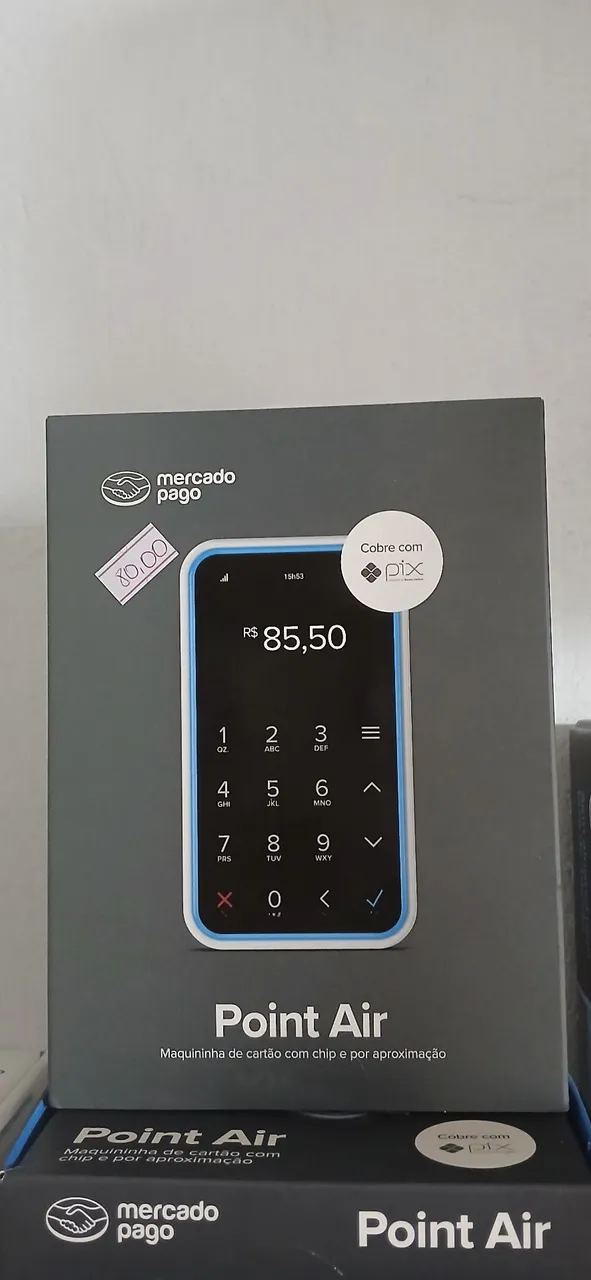 mercado
pago
80,00
Cobre com
pix
15h53
R$ 85,50
1 2 3
QZ. ABC DEF
4 5 6
GHI JKL MNO
7 8 9
PRS TUV WXY
0
Point Air
Maquininha de cartão com chip e por aproximação
Point Air
Maquininha de cartão com
chip e por aproximação
Cobre com
pix
mercado
pago
Point Air